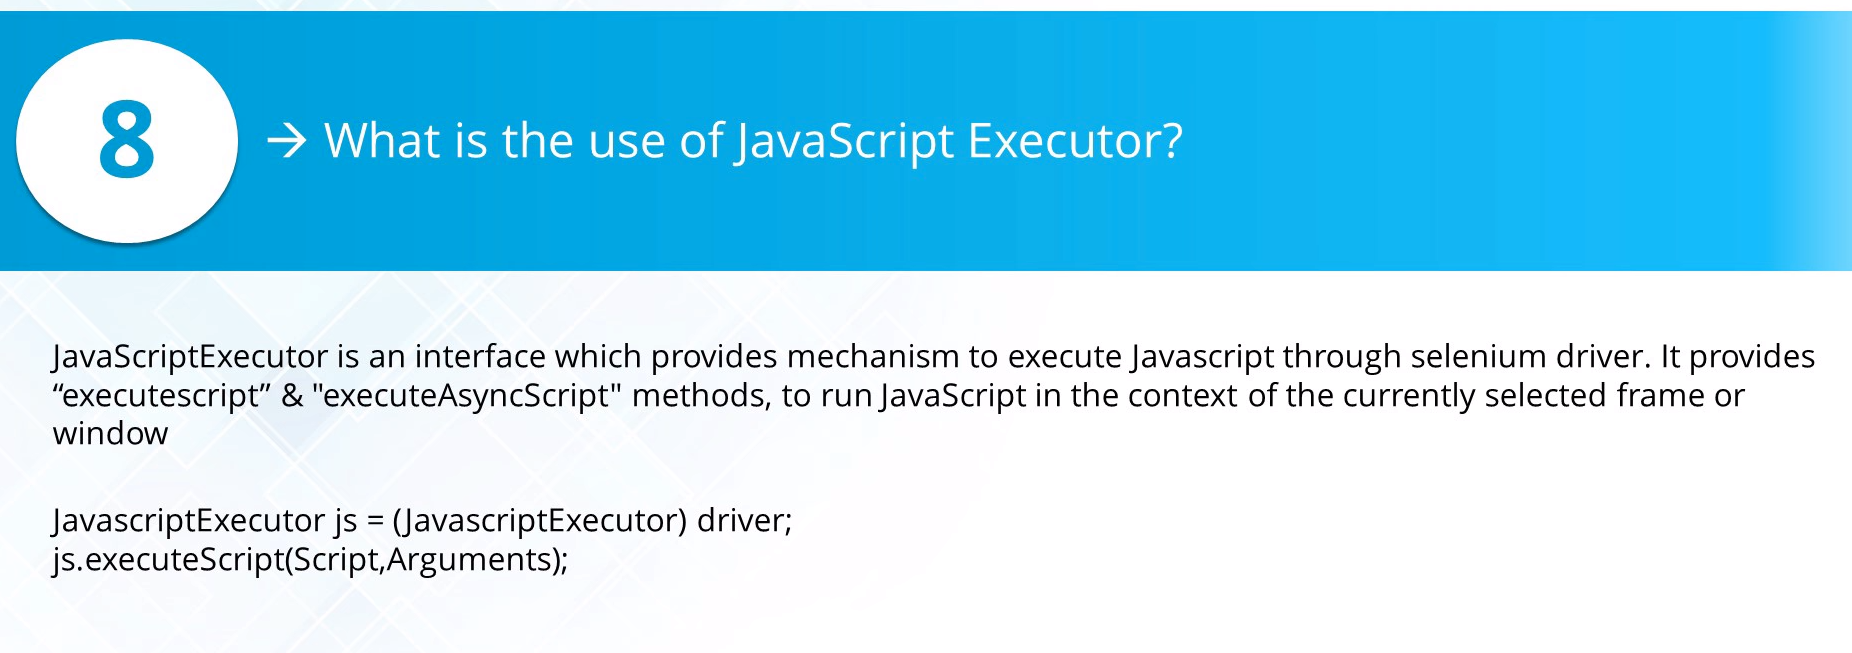 8
→ What is the use of JavaScript Executor?
JavaScriptExecutor is an interface which provides mechanism to execute Javascript through selenium driver. It provides
“executescript” & "executeAsyncScript" methods, to run JavaScript in the context of the currently selected frame or
window
JavascriptExecutor js = (JavascriptExecutor) driver;
js.executeScript(Script,Arguments);